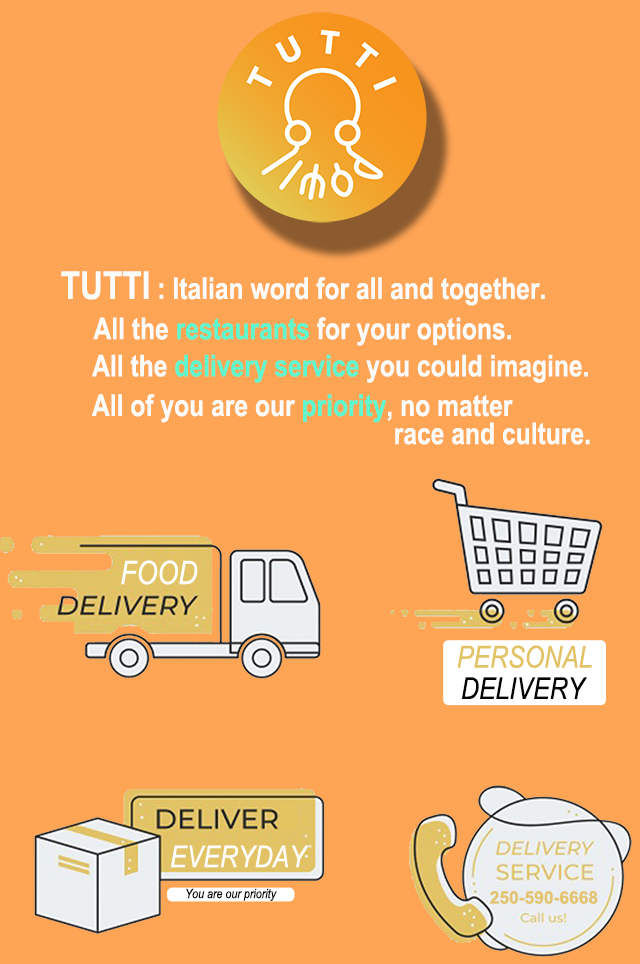 TUTTI
TUTTI : Italian word for all and together.
All the restaurants for your options.
All the delivery service you could imagine.
All of you are our priority, no matter
race and culture.
FOOD
DELIVERY
PERSONAL
DELIVERY
DELIVER
EVERYDAY
You are our priority
DELIVERY
SERVICE
250-590-6668
Call us!